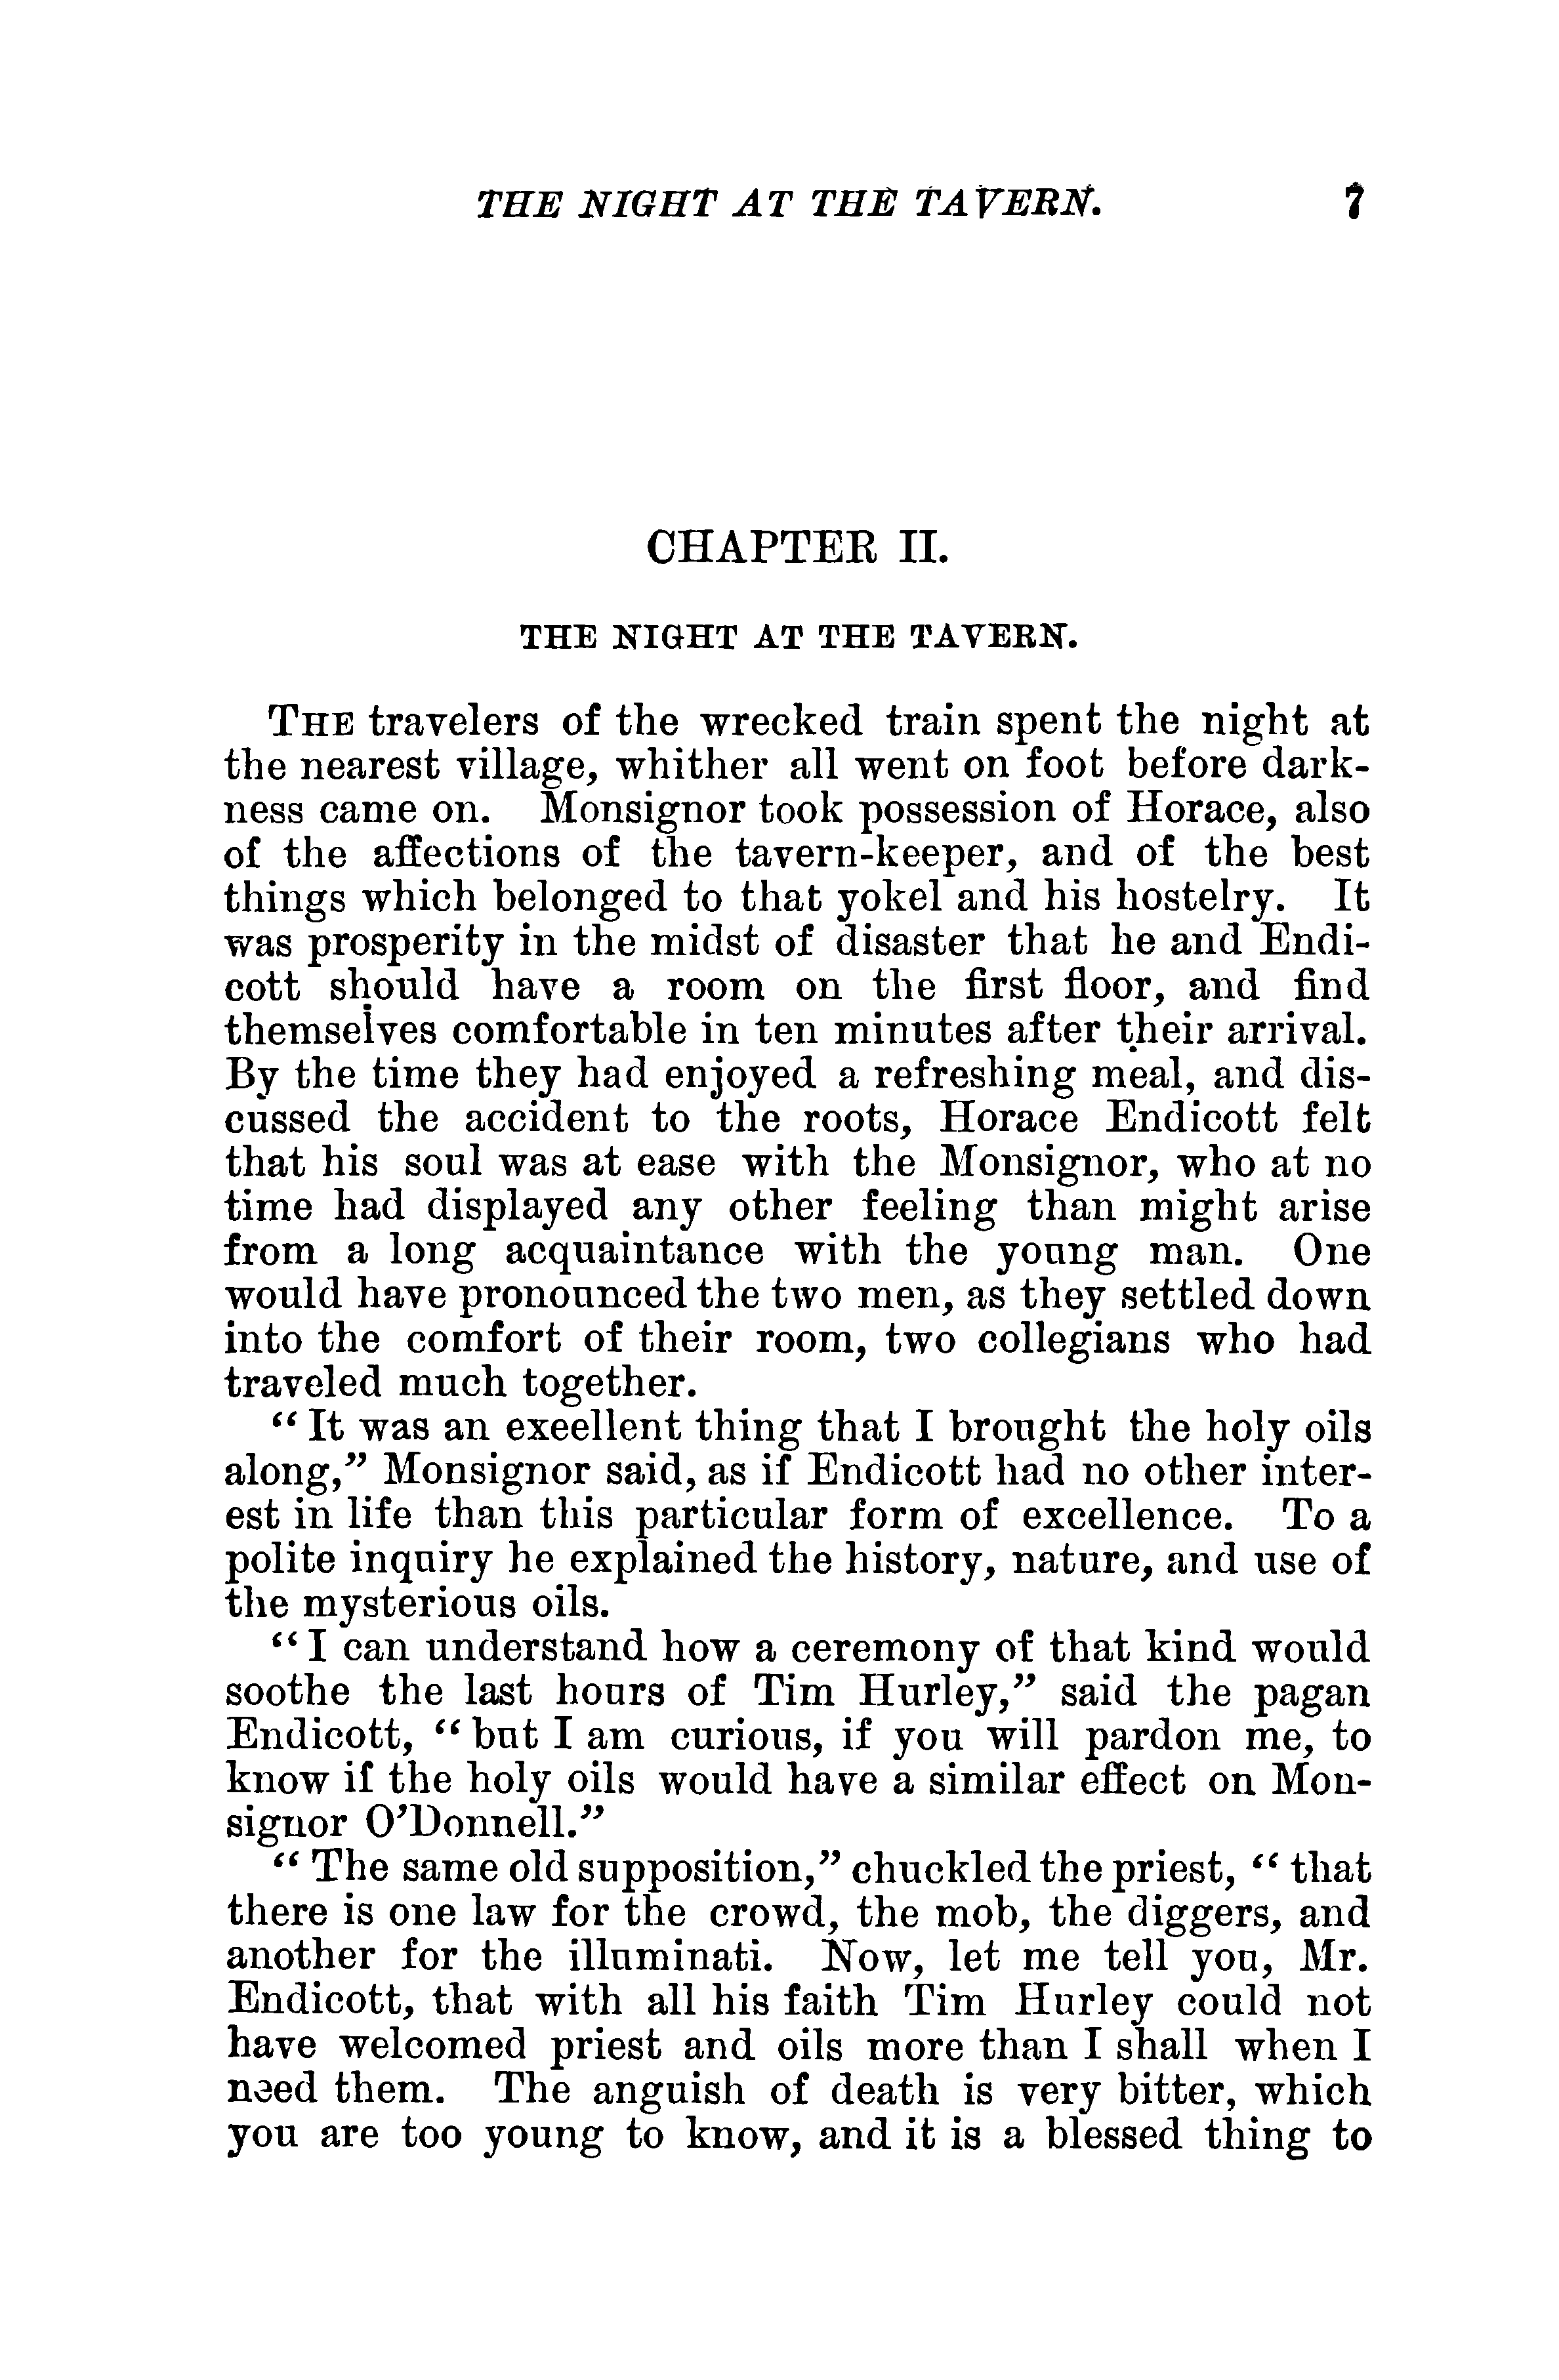 THE NIGHT AT THE TAVERN. 7
CHAPTER II.
THE NIGHT AT THE TAVERN.
THE travelers of the wrecked train spent the night at
the nearest village, whither all went on foot before dark-
ness came on. Monsignor took possession of Horace, also
of the affections of the tavern-keeper, and of the best
things which belonged to that yokel and his hostelry. It
was prosperity in the midst of disaster that he and Endi-
cott should have a room on the first floor, and find
themselves comfortable in ten minutes after their arrival.
By the time they had enjoyed a refreshing meal, and dis-
cussed the accident to the roots, Horace Endicott felt
that his soul was at ease with the Monsignor, who at no
time had displayed any other feeling than might arise
from a long acquaintance with the young man. One
would have pronounced the two men, as they settled down
into the comfort of their room, two collegians who had
traveled much together.
“ It was an exeellent thing that I brought the holy oils
along,” Monsignor said, as if Endicott had no other inter-
est in life than this particular form of excellence. To a
polite inquiry he explained the history, nature, and use of
the mysterious oils.
“ I can understand how a ceremony of that kind would
soothe the last hours of Tim Hurley,” said the pagan
Endicott, “ but I am curious, if you will pardon me, to
know if the holy oils would have a similar effect on Mon-
signor O’Donnell.”
“ The same old supposition,” chuckled the priest, “ that
there is one law for the crowd, the mob, the diggers, and
another for the illuminati. Now, let me tell you, Mr.
Endicott, that with all his faith Tim Hurley could not
have welcomed priest and oils more than I shall when I
need them. The anguish of death is very bitter, which
you are too young to know, and it is a blessed thing to